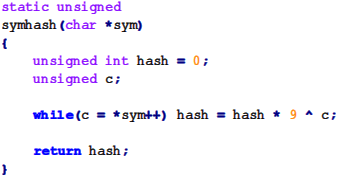 static unsigned
symhash(char *sym)
{
    unsigned int hash = 0;
    unsigned c;

    while(c = *sym++) hash = hash * 9 ^ c;

    return hash;
}